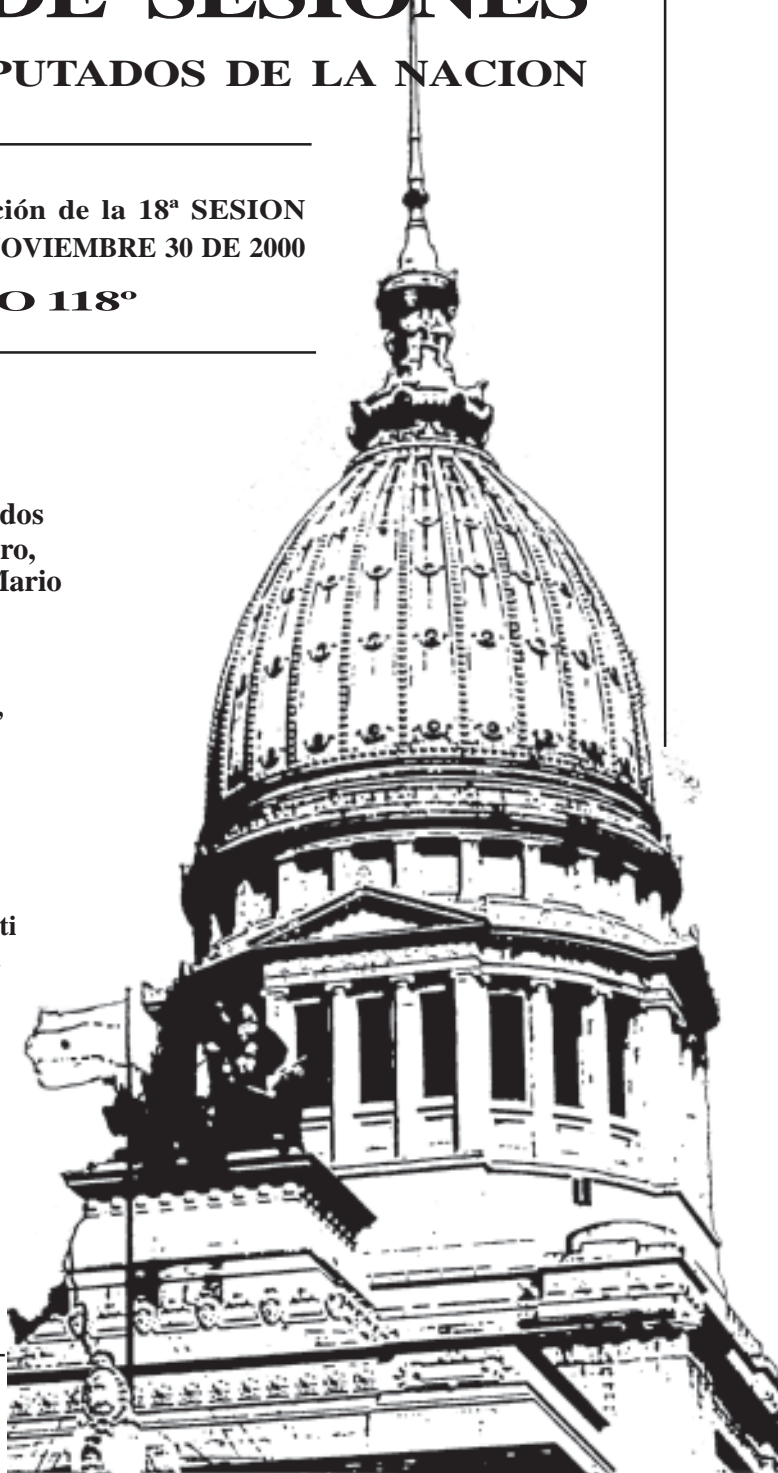 DE SESIONES
PUTADOS DE LA NACION
ción de la 18ª SESION
OVIEMBRE 30 DE 2000
O 118º
dos
ro,
Mario
,
ti